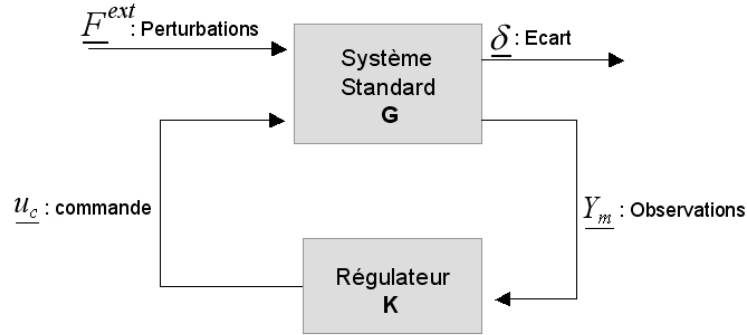 F^ext : Perturbations
Système
Standard
G
δ : Ecart
u_c : commande
Y_m : Observations
Régulateur
K